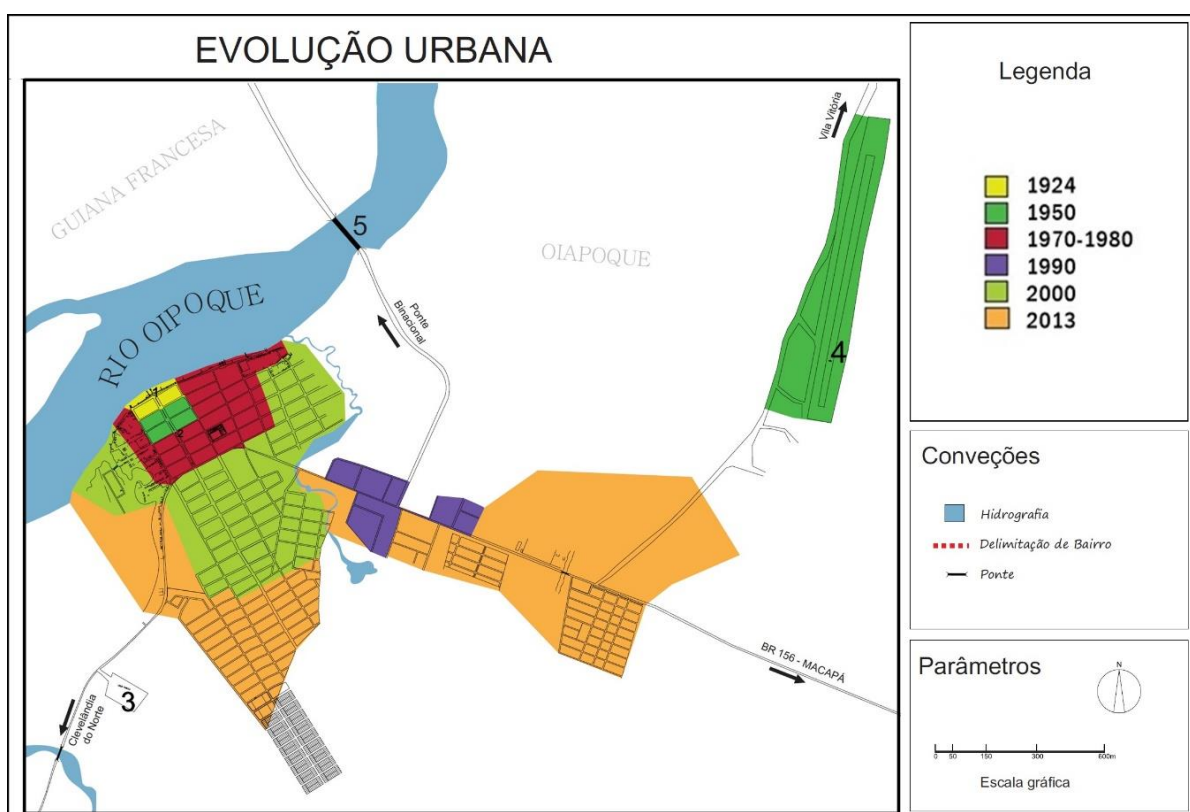 EVOLUÇÃO URBANA
GUIANA FRANCESA
RIO OIPOQUE
5
Ponte
Binacional
OIAPOQUE
Vila Vitória
4
BR 156 - MACAPÁ
3
Clevelândia
do Norte
Legenda
1924
1950
1970-1980
1990
2000
2013
Conveções
Hidrografia
Delimitação de Bairro
Ponte
Parâmetros
N
0 50 150 300 600m
Escala gráfica